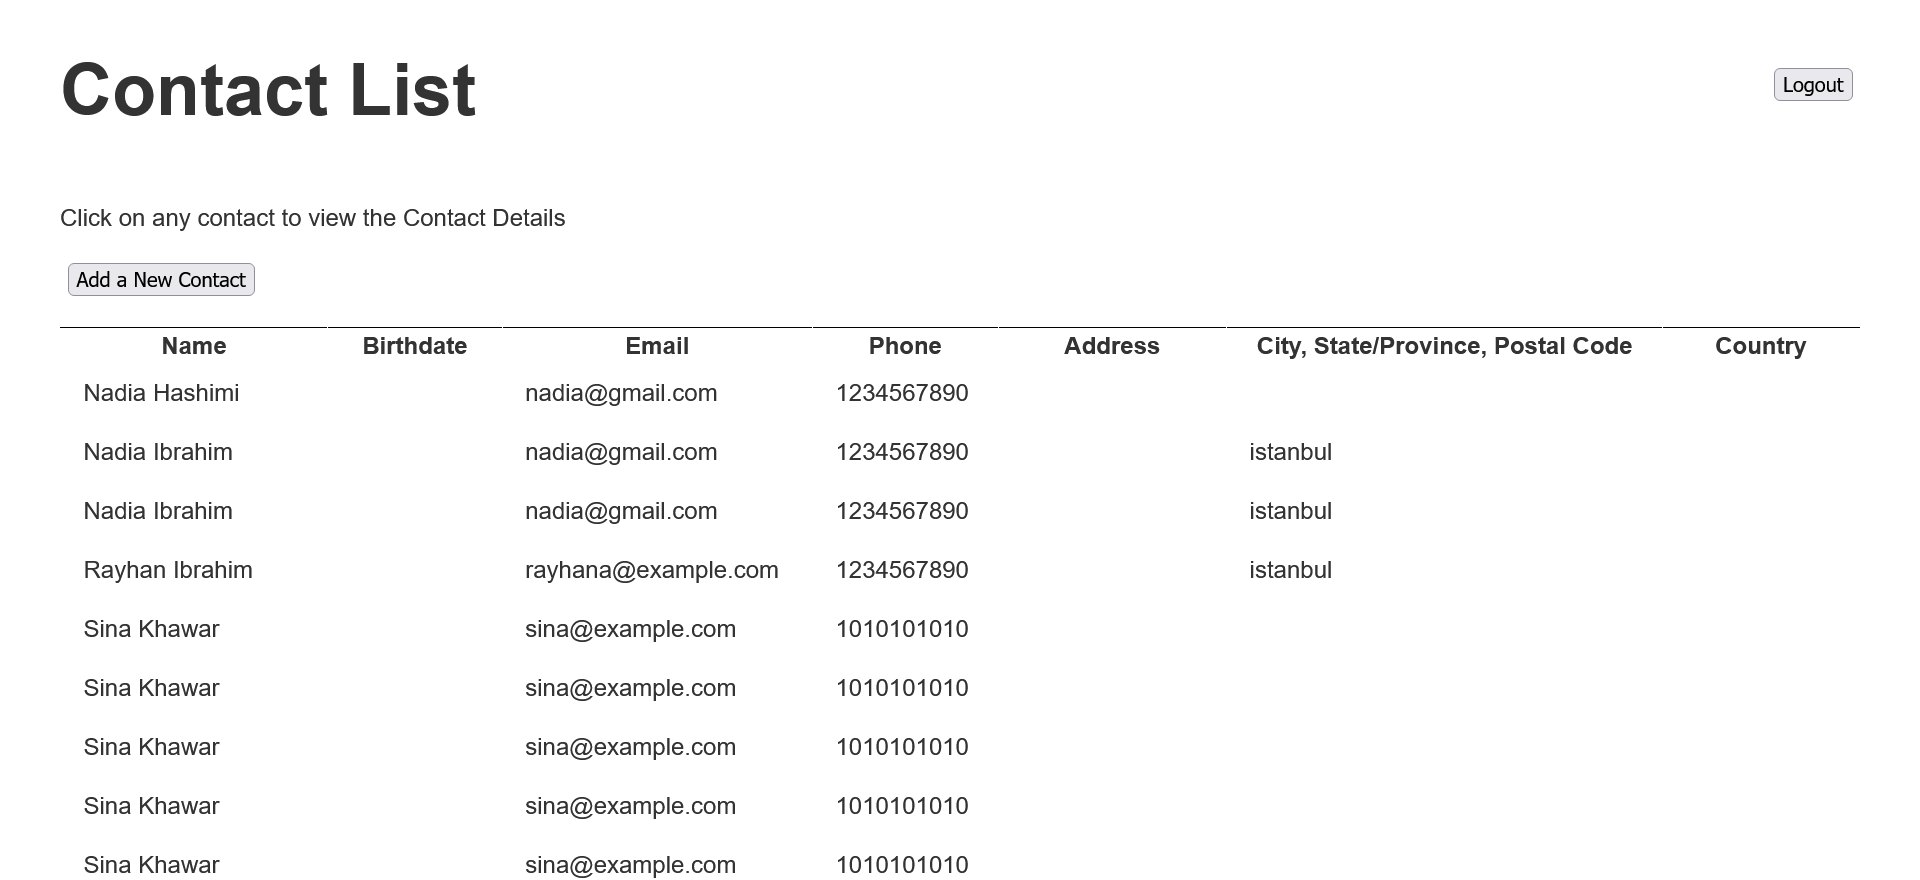 Contact List
Logout
Click on any contact to view the Contact Details
Add a New Contact
Name Birthdate Email Phone Address City, State/Province, Postal Code Country
Nadia Hashimi nadia@gmail.com 1234567890
Nadia Ibrahim nadia@gmail.com 1234567890 istanbul
Nadia Ibrahim nadia@gmail.com 1234567890 istanbul
Rayhan Ibrahim rayhana@example.com 1234567890 istanbul
Sina Khawar sina@example.com 1010101010
Sina Khawar sina@example.com 1010101010
Sina Khawar sina@example.com 1010101010
Sina Khawar sina@example.com 1010101010
Sina Khawar sina@example.com 1010101010